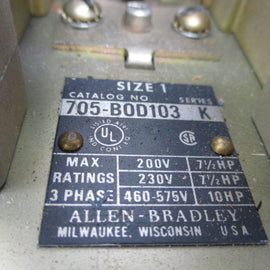 SIZE 1
CATALOG NO. SERIES
705-BOD103 K
UL
MAX. 200V 7½HP
RATINGS 230V 7½HP
3 PHASE 460-575V 10HP
ALLEN-BRADLEY
MILWAUKEE, WISCONSIN U.S.A.